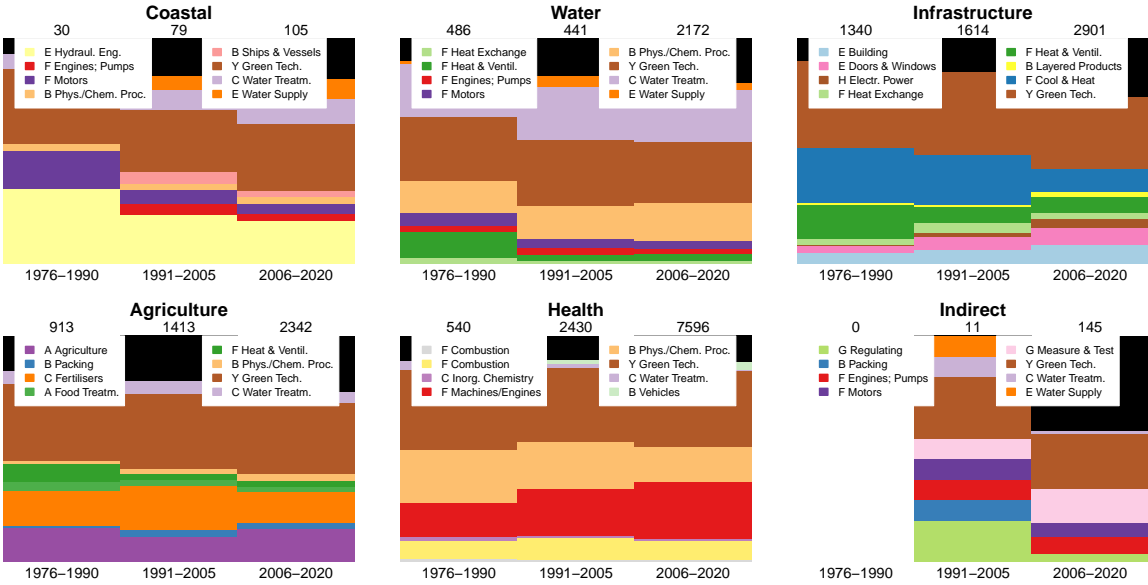 Coastal
30 79 105
E Hydraul. Eng.
F Engines; Pumps
F Motors
B Phys./Chem. Proc.
B Ships & Vessels
Y Green Tech.
C Water Treatm.
E Water Supply
1976–1990 1991–2005 2006–2020
Water
486 441 2172
F Heat Exchange
F Heat & Ventil.
F Engines; Pumps
F Motors
B Phys./Chem. Proc.
Y Green Tech.
C Water Treatm.
E Water Supply
1976–1990 1991–2005 2006–2020
Infrastructure
1340 1614 2901
E Building
E Doors & Windows
H Electr. Power
F Heat Exchange
F Heat & Ventil.
B Layered Products
F Cool & Heat
Y Green Tech.
1976–1990 1991–2005 2006–2020
Agriculture
913 1413 2342
A Agriculture
B Packing
C Fertilisers
A Food Treatm.
F Heat & Ventil.
B Phys./Chem. Proc.
Y Green Tech.
C Water Treatm.
1976–1990 1991–2005 2006–2020
Health
540 2430 7596
F Combustion
F Combustion
C Inorg. Chemistry
F Machines/Engines
B Phys./Chem. Proc.
Y Green Tech.
C Water Treatm.
B Vehicles
1976–1990 1991–2005 2006–2020
Indirect
0 11 145
G Regulating
B Packing
F Engines; Pumps
F Motors
G Measure & Test
Y Green Tech.
C Water Treatm.
E Water Supply
1976–1990 1991–2005 2006–2020